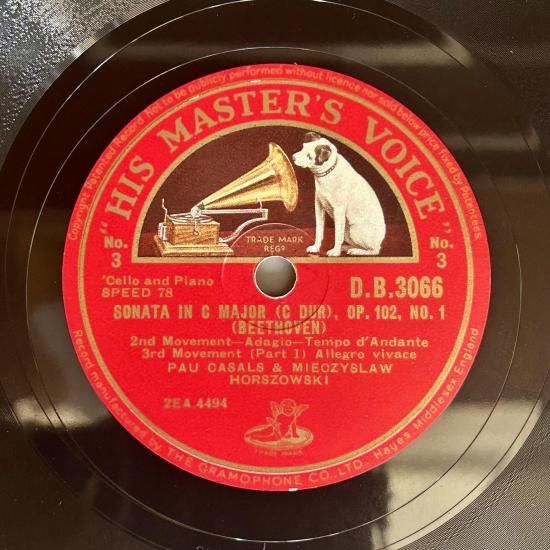 Copyright Patented Record Not to be publicly performed without licence nor sold below price fixed by Patentees.
"HIS MASTER'S VOICE"
TRADE MARK
REGD
No.
3
No.
3
'Cello and Piano
SPEED 78
D.B.3066
SONATA IN C MAJOR (C DUR), OP. 102, NO. 1
(BEETHOVEN)
2nd Movement—Adagio—Tempo d'Andante
3rd Movement (Part 1) Allegro vivace
PAU CASALS & MIECZYSLAW
HORSZOWSKI
2EA.4494
TRADE MARK
Record manufactured by THE GRAMOPHONE CO LTD., Hayes, Middlesex England